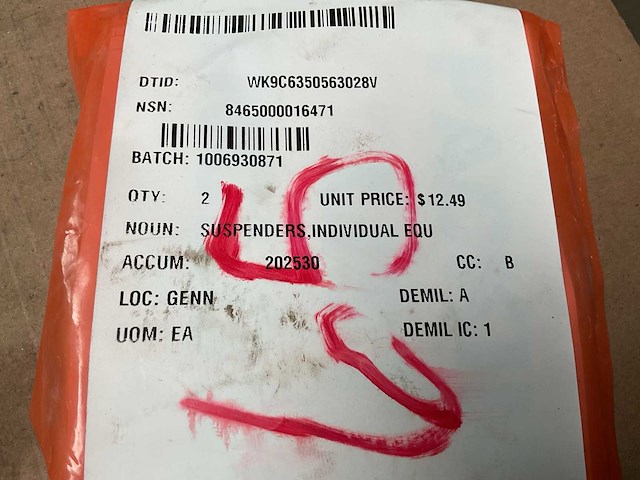 DTID: WK9C6350563028V
NSN: 8465000016471
BATCH: 1006930871
QTY: 2 UNIT PRICE: $12.49
NOUN: SUSPENDERS,INDIVIDUAL EQU
ACCUM: 202530 CC: B
LOC: GENN DEMIL: A
UOM: EA DEMIL IC: 1